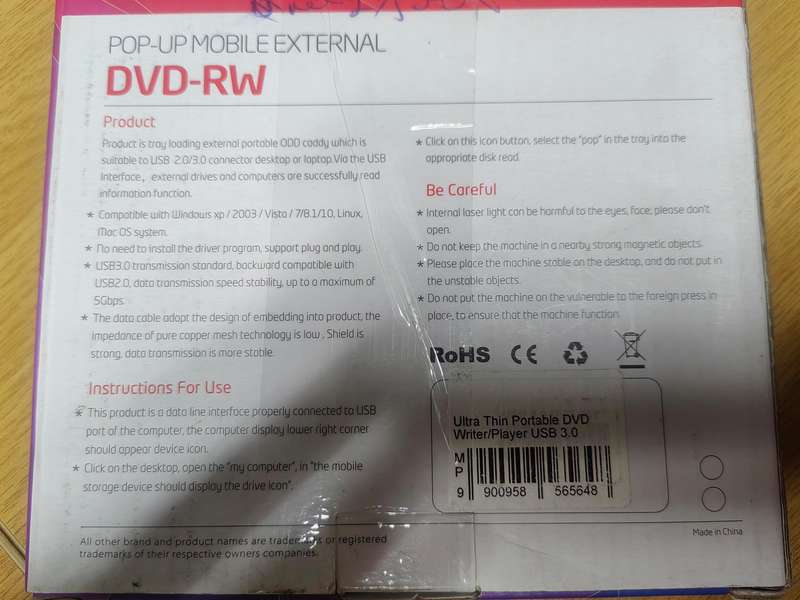 POP-UP MOBILE EXTERNAL
DVD-RW
Product
Product is tray loading external portable ODD caddy which is
suitable to USB 2.0/3.0 connector desktop or laptop.Via the USB
Interface, external drives and computers are successfully read
information function.
* Compatible with Windows xp / 2003 / Vista / 7/8.1/10, Linux,
Mac OS system.
* No need to install the driver program, support plug and play.
* USB3.0 transmission standard, backward compatible with
USB2.0, data transmission speed stability, up to a maximum of
5Gbps.
* The data cable adopt the design of embedding into product, the
impedance of pure copper mesh technology is low , Shield is
strong, data transmission is more stable.
Instructions For Use
* This product is a data line interface properly connected to USB
port of the computer, the computer display lower right corner
should appear device icon.
* Click on the desktop, open the "my computer", in "the mobile
storage device should display the drive icon".
* Click on this icon button, select the "pop" in the tray into the
appropriate disk read.
Be Careful
* Internal laser light can be harmful to the eyes, face; please don't
open.
* Do not keep the machine in a nearby strong magnetic objects.
* Please place the machine stable on the desktop, and do not put in
the unstable objects.
* Do not put the machine on the vulnerable to the foreign press in
place, to ensure that the machine function.
RoHS CE
Ultra Thin Portable DVD
Writer/Player USB 3.0
MP
9 900958 565648
Made in China
All other brand and product names are trademarks or registered
trademarks of their respective owners companies.